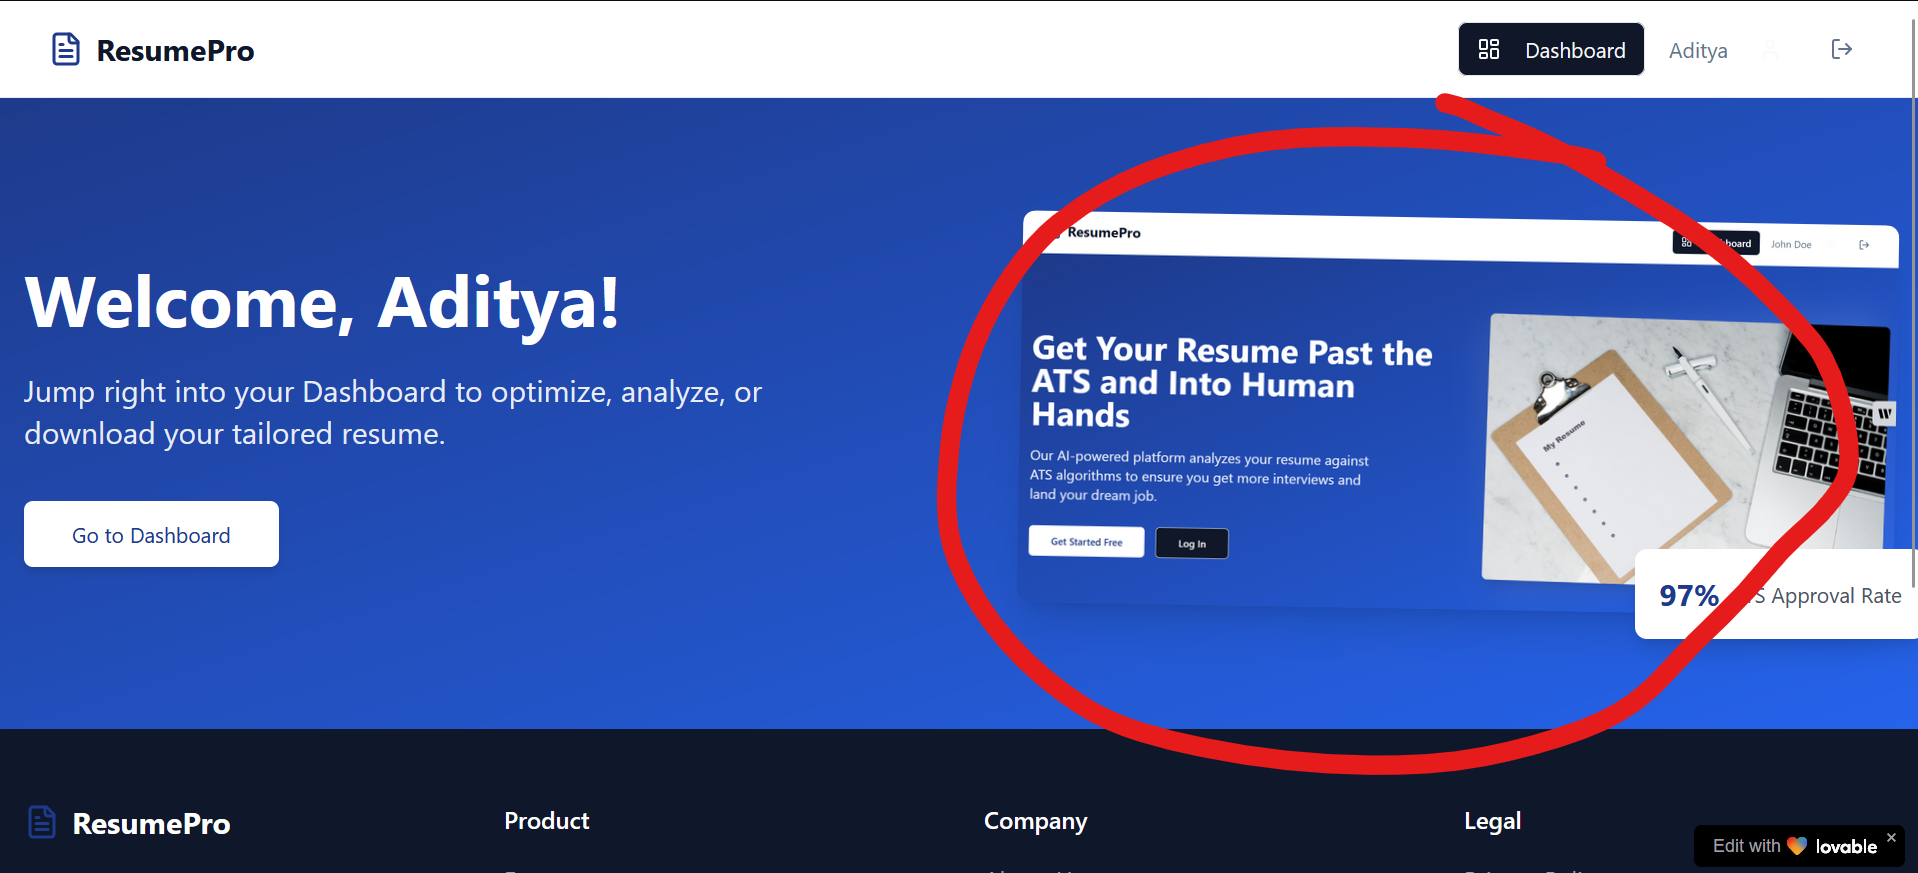 ResumePro
Dashboard
Aditya
Welcome, Aditya!
Jump right into your Dashboard to optimize, analyze, or
download your tailored resume.
Go to Dashboard
ResumePro
John Doe
Get Your Resume Past the
ATS and Into Human
Hands
Our AI-powered platform analyzes your resume against
ATS algorithms to ensure you get more interviews and
land your dream job.
Get Started Free
Log In
My Resume
W
97%
Approval Rate
ResumePro
Product
Company
Legal
Edit with lovable